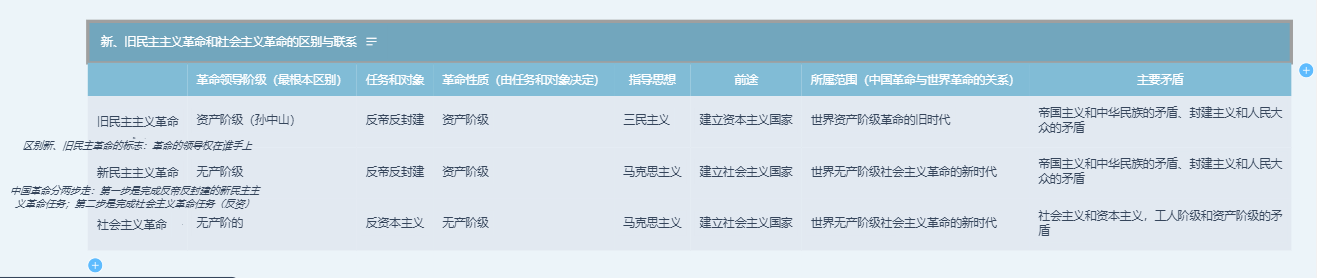 新、旧民主主义革命和社会主义革命的区别与联系
革命领导阶级（最根本区别） 任务和对象 革命性质（由任务和对象决定） 指导思想 前途 所属范围（中国革命与世界革命的关系） 主要矛盾
旧民主主义革命 资产阶级（孙中山） 反帝反封建 资产阶级 三民主义 建立资本主义国家 世界资产阶级革命的旧时代 帝国主义和中华民族的矛盾、封建主义和人民大
众的矛盾
区别新、旧民主革命的标志：革命的领导权在谁手上
新民主主义革命 无产阶级 反帝反封建 资产阶级 马克思主义 建立社会主义国家 世界无产阶级社会主义革命的新时代 帝国主义和中华民族的矛盾、封建主义和人民大
众的矛盾
中国革命分两步走：第一步是完成反帝反封建的新民主主
义革命任务；第二步是完成社会主义革命任务（反资）
社会主义革命 无产阶的 反资本主义 无产阶级 马克思主义 建立社会主义国家 世界无产阶级社会主义革命的新时代 社会主义和资本主义，工人阶级和资产阶级的矛
盾